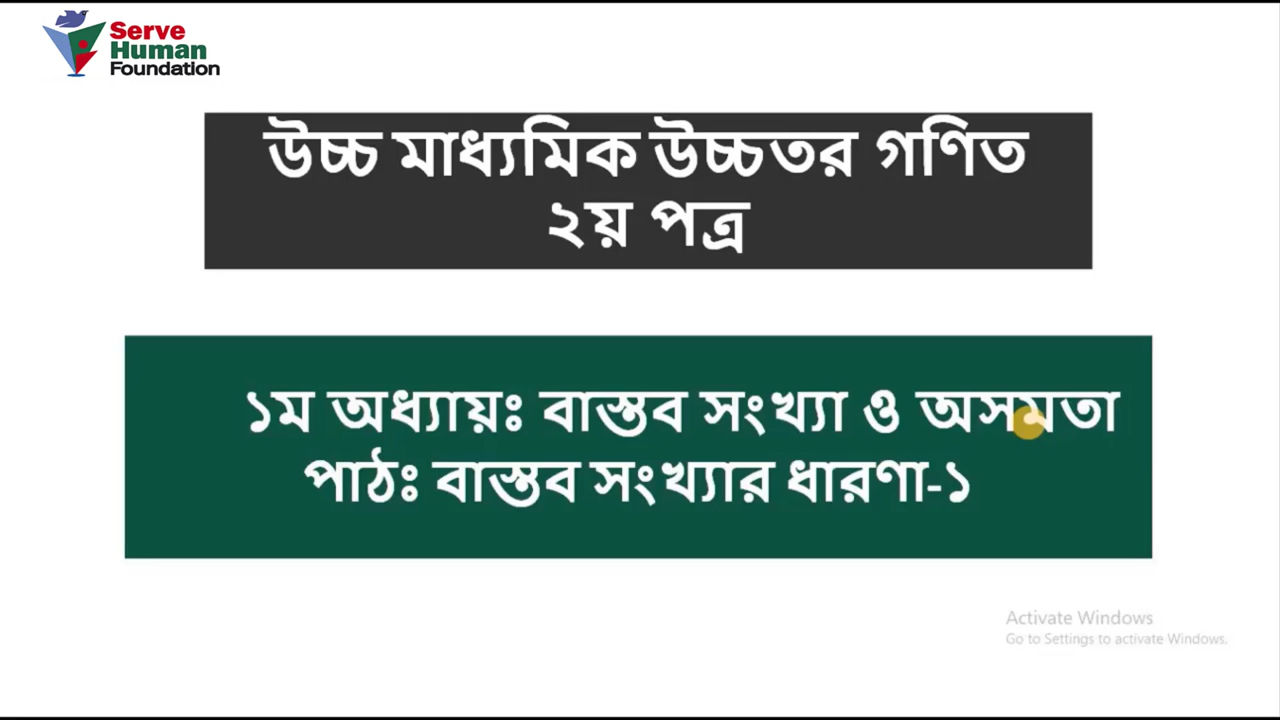 Serve
Human
Foundation
উচ্চ মাধ্যমিক উচ্চতর গণিত
২য় পত্র
১ম অধ্যায়ঃ বাস্তব সংখ্যা ও অসমতা
পাঠঃ বাস্তব সংখ্যার ধারণা-১
Activate Windows
Go to Settings to activate Windows.